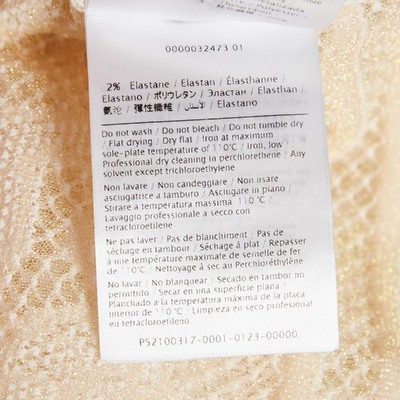 0000032473 01
2% Elastane / Elastan / Élasthanne /
Elastano / ポリウレタン / Эластан / Elasthan /
氨纶 / 彈性纖維 / الأستان / Elastano
Do not wash / Do not bleach / Do not tumble dry
/ Flat drying / Dry flat / Iron at maximum
sole-plate temperature of 110°C / Iron, low /
Professional dry cleaning in perchlorethene / Any
solvent except trichloroethylene
Non lavare / Non candeggiare / Non usare
asciugatrice a tamburo / Asciugare in piano /
Stirare a temperatura massima 110°C /
Lavaggio professionale a secco con
tetracloroetilene
Ne pas laver / Pas de blanchiment / Pas de
tambour / Séchage à plat / Repasser
à une température maximale de semelle de fer
de 110°C / Nettoyage à sec au Perchloréthylène
No lavar / No blanquear / Secado en tambor no
permitido / Secar en una superficie plana /
Planchado a la temperatura máxima de la placa
interior de 110°C / Limpieza en seco profesional
en tetracloroetileno
P52100317-0001-0123-00000